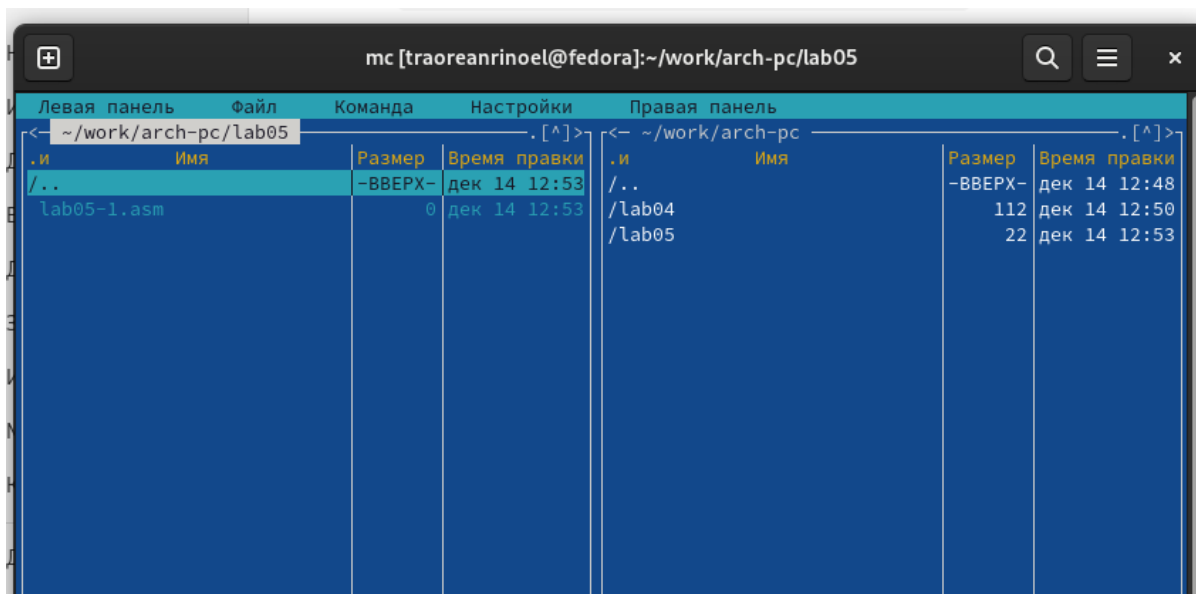 mc [traoreanrinoel@fedora]:~/work/arch-pc/lab05
Левая панель Файл Команда Настройки Правая панель
<— ~/work/arch-pc/lab05 .[^]>
.и Имя Размер Время правки
/.. -ВВЕРХ- дек 14 12:53
lab05-1.asm 0 дек 14 12:53
<— ~/work/arch-pc .[^]>
.и Имя Размер Время правки
/.. -ВВЕРХ- дек 14 12:48
/lab04 112 дек 14 12:50
/lab05 22 дек 14 12:53